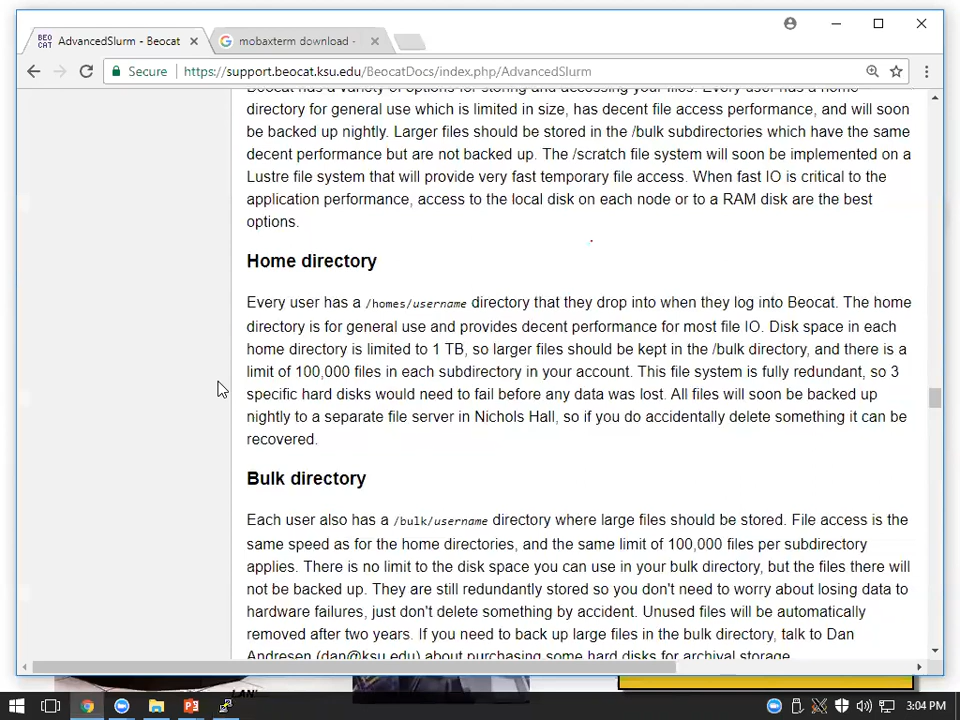 AdvancedSlurm - Beocat
mobaxterm download -
Secure
https://support.beocat.ksu.edu/BeocatDocs/index.php/AdvancedSlurm
Beocat has a variety of options for storing and accessing your files. Every user has a home
directory for general use which is limited in size, has decent file access performance, and will soon
be backed up nightly. Larger files should be stored in the /bulk subdirectories which have the same
decent performance but are not backed up. The /scratch file system will soon be implemented on a
Lustre file system that will provide very fast temporary file access. When fast IO is critical to the
application performance, access to the local disk on each node or to a RAM disk are the best
options.
Home directory
Every user has a /homes/username directory that they drop into when they log into Beocat. The home
directory is for general use and provides decent performance for most file IO. Disk space in each
home directory is limited to 1 TB, so larger files should be kept in the /bulk directory, and there is a
limit of 100,000 files in each subdirectory in your account. This file system is fully redundant, so 3
specific hard disks would need to fail before any data was lost. All files will soon be backed up
nightly to a separate file server in Nichols Hall, so if you do accidentally delete something it can be
recovered.
Bulk directory
Each user also has a /bulk/username directory where large files should be stored. File access is the
same speed as for the home directories, and the same limit of 100,000 files per subdirectory
applies. There is no limit to the disk space you can use in your bulk directory, but the files there will
not be backed up. They are still redundantly stored so you don't need to worry about losing data to
hardware failures, just don't delete something by accident. Unused files will be automatically
removed after two years. If you need to back up large files in the bulk directory, talk to Dan
Andresen (dan@ksu.edu) about purchasing some hard disks for archival storage.
3:04 PM